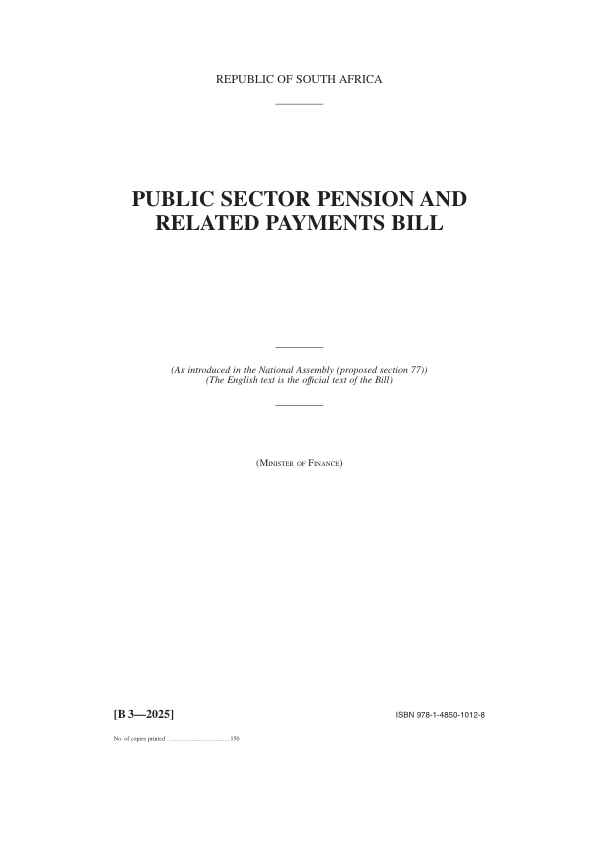 REPUBLIC OF SOUTH AFRICA
PUBLIC SECTOR PENSION AND
RELATED PAYMENTS BILL
(As introduced in the National Assembly (proposed section 77))
(The English text is the official text of the Bill)
(Minister of Finance)
[B 3—2025]
ISBN 978-1-4850-1012-8
No. of copies printed .......................................150